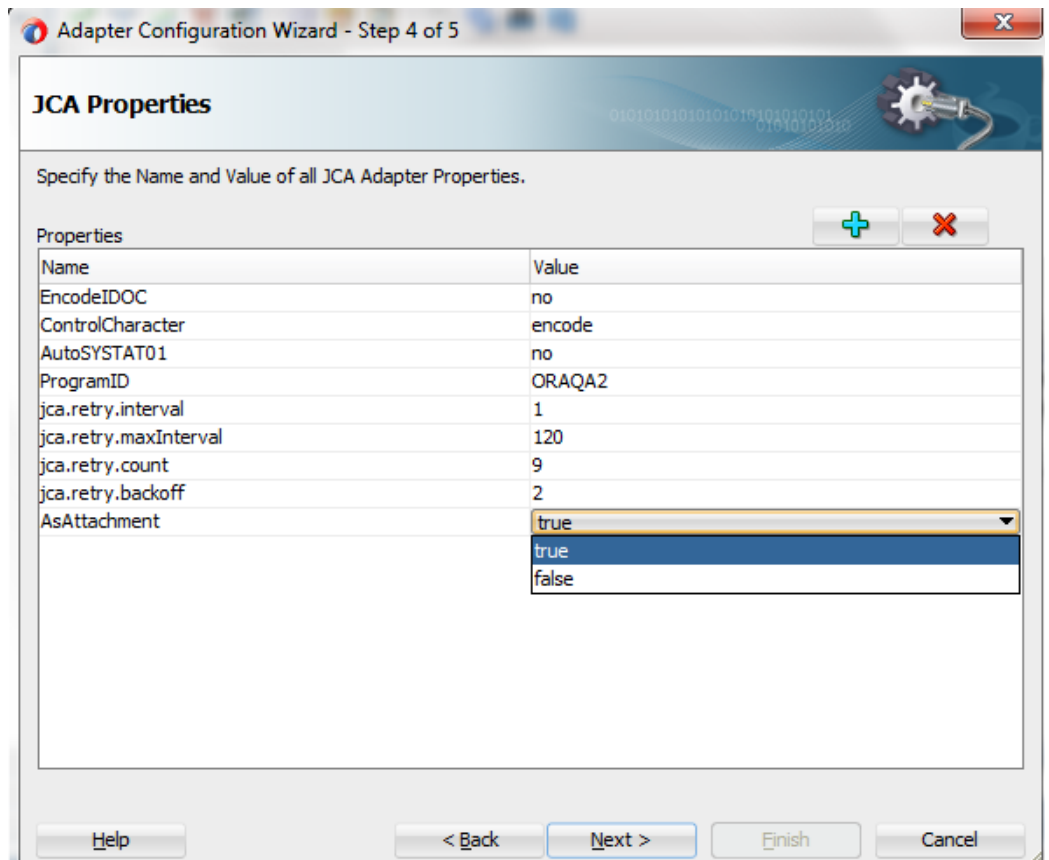 Adapter Configuration Wizard - Step 4 of 5
JCA Properties
Specify the Name and Value of all JCA Adapter Properties.
Properties
Name Value
EncodeIDOC no
ControlCharacter encode
AutoSYSTAT01 no
ProgramID ORAQA2
jca.retry.interval 1
jca.retry.maxInterval 120
jca.retry.count 9
jca.retry.backoff 2
AsAttachment true
true
false
Help < Back Next > Finish Cancel